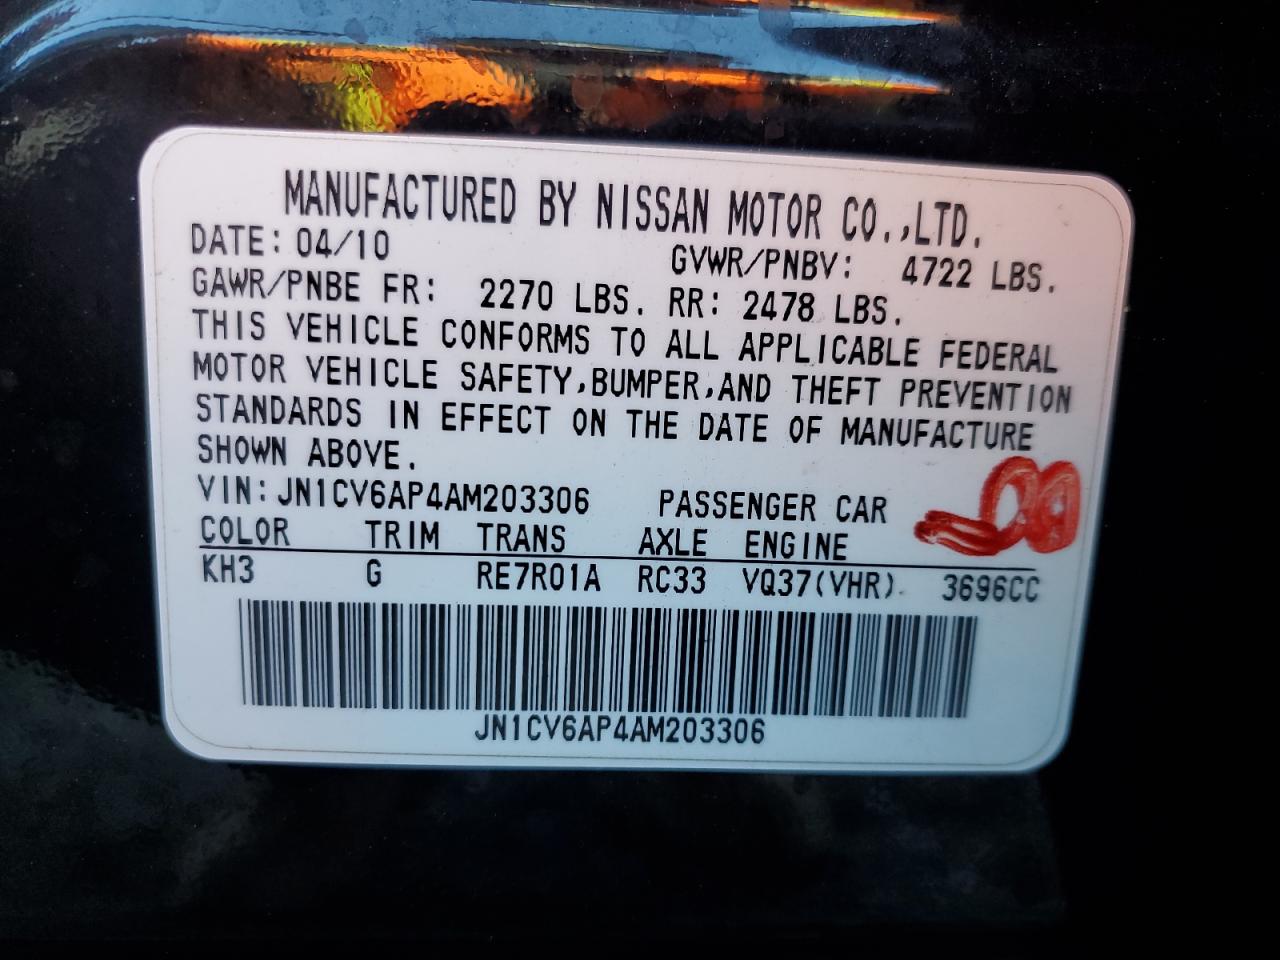 MANUFACTURED BY NISSAN MOTOR CO.,LTD.
DATE: 04/10 GVWR/PNBV: 4722 LBS.
GAWR/PNBE FR: 2270 LBS. RR: 2478 LBS.
THIS VEHICLE CONFORMS TO ALL APPLICABLE FEDERAL
MOTOR VEHICLE SAFETY,BUMPER,AND THEFT PREVENTION
STANDARDS IN EFFECT ON THE DATE OF MANUFACTURE
SHOWN ABOVE.
VIN: JN1CV6AP4AM203306 PASSENGER CAR
COLOR TRIM TRANS AXLE ENGINE
KH3 G RE7R01A RC33 VQ37(VHR) 3696CC
JN1CV6AP4AM203306